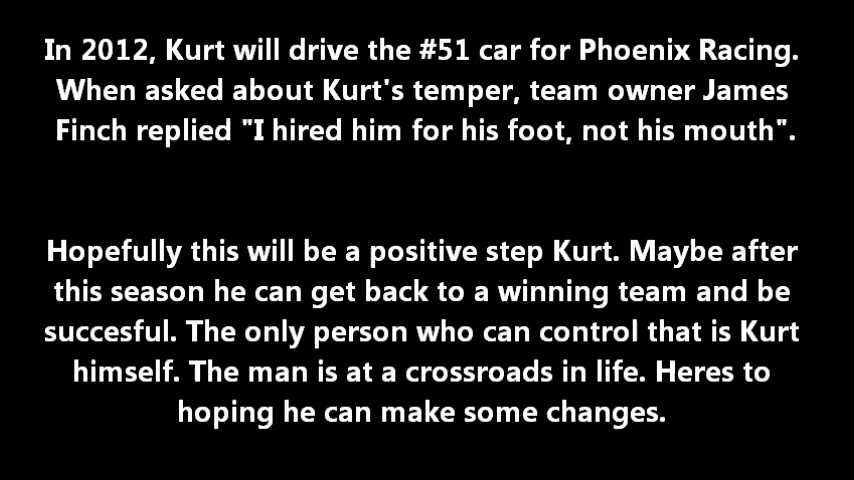 In 2012, Kurt will drive the #51 car for Phoenix Racing.
When asked about Kurt's temper, team owner James
Finch replied "I hired him for his foot, not his mouth".
Hopefully this will be a positive step Kurt. Maybe after
this season he can get back to a winning team and be
succesful. The only person who can control that is Kurt
himself. The man is at a crossroads in life. Heres to
hoping he can make some changes.